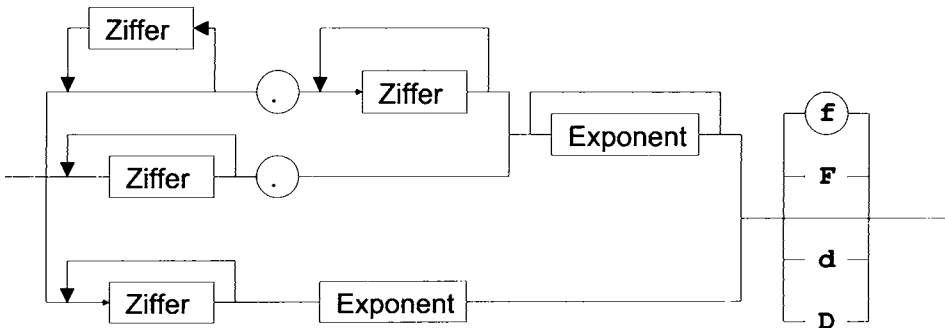 Ziffer
. Ziffer
Exponent
f
Ziffer .
F
d
Ziffer Exponent
D